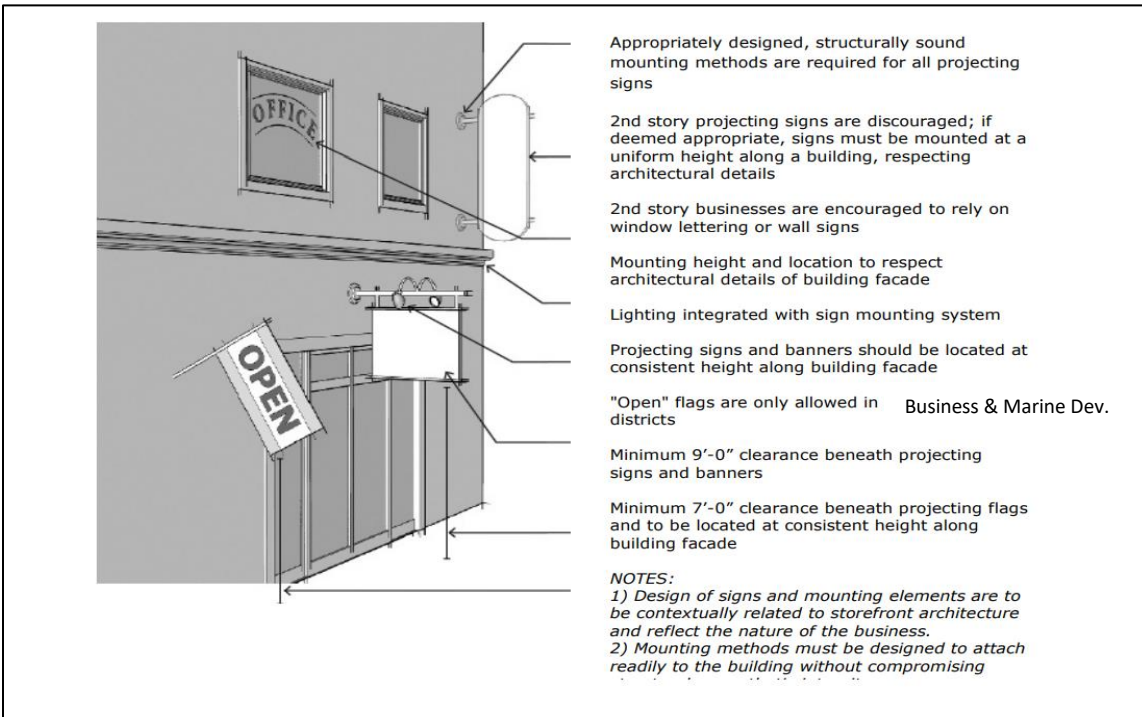 OFFICE
OPEN
Appropriately designed, structurally sound
mounting methods are required for all projecting
signs
2nd story projecting signs are discouraged; if
deemed appropriate, signs must be mounted at a
uniform height along a building, respecting
architectural details
2nd story businesses are encouraged to rely on
window lettering or wall signs
Mounting height and location to respect
architectural details of building facade
Lighting integrated with sign mounting system
Projecting signs and banners should be located at
consistent height along building facade
"Open" flags are only allowed in Business & Marine Dev.
districts
Minimum 9’-0” clearance beneath projecting
signs and banners
Minimum 7’-0” clearance beneath projecting flags
and to be located at consistent height along
building facade
NOTES:
1) Design of signs and mounting elements are to
be contextually related to storefront architecture
and reflect the nature of the business.
2) Mounting methods must be designed to attach
readily to the building without compromising